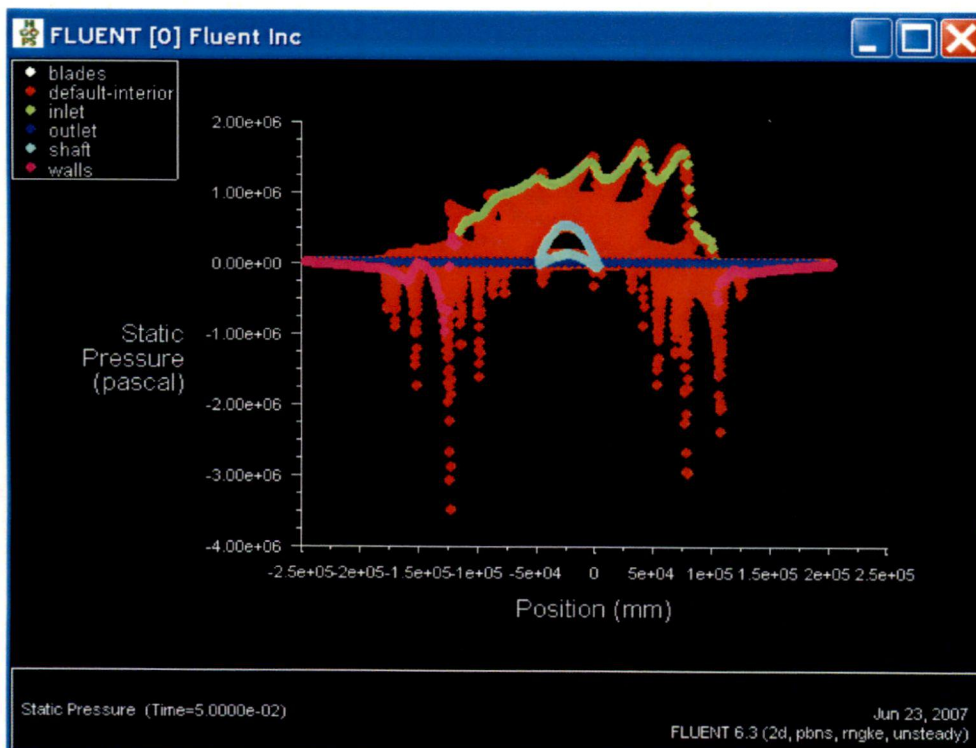 FLUENT [0] Fluent Inc
blades
default-interior
inlet
outlet
shaft
walls
2.00e+06
1.00e+06
0.00e+00
-1.00e+06
-2.00e+06
-3.00e+06
-4.00e+06
Static
Pressure
(pascal)
-2.5e+05-2e+05-1.5e+05-1e+05 -5e+04 0 5e+04 1e+05 1.5e+05 2e+05 2.5e+05
Position (mm)
Static Pressure (Time=5.0000e-02)
Jun 23, 2007
FLUENT 6.3 (2d, pbns, rngke, unsteady)